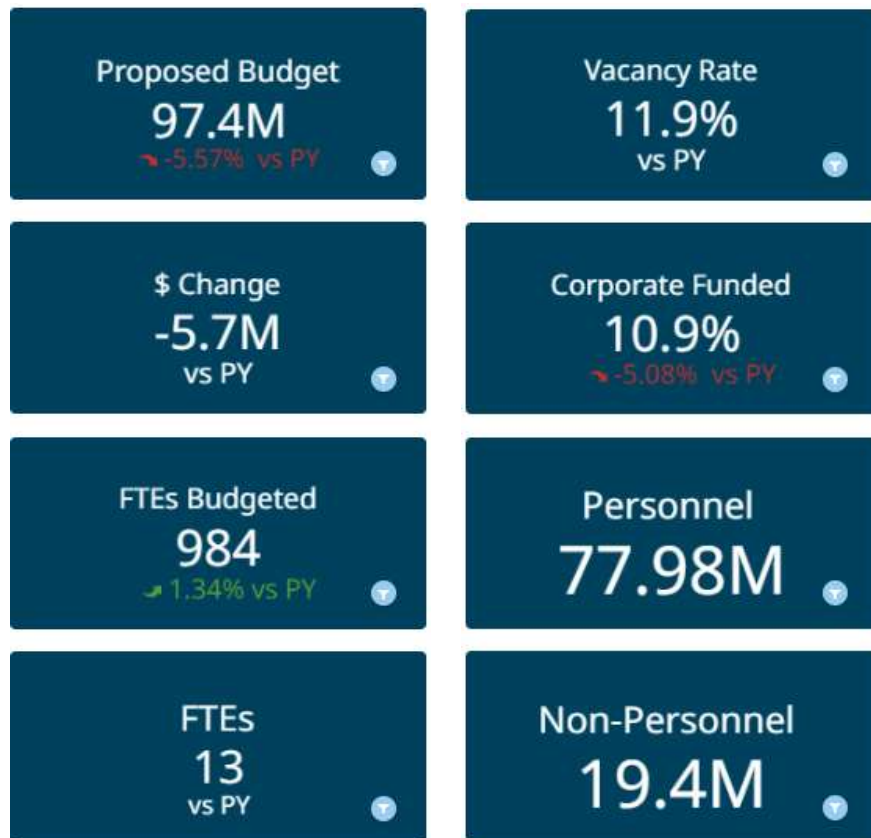 Proposed Budget
97.4M
-5.57% vs PY
Vacancy Rate
11.9%
vs PY
$ Change
-5.7M
vs PY
Corporate Funded
10.9%
-5.08% vs PY
FTEs Budgeted
984
1.34% vs PY
Personnel
77.98M
FTEs
13
vs PY
Non-Personnel
19.4M